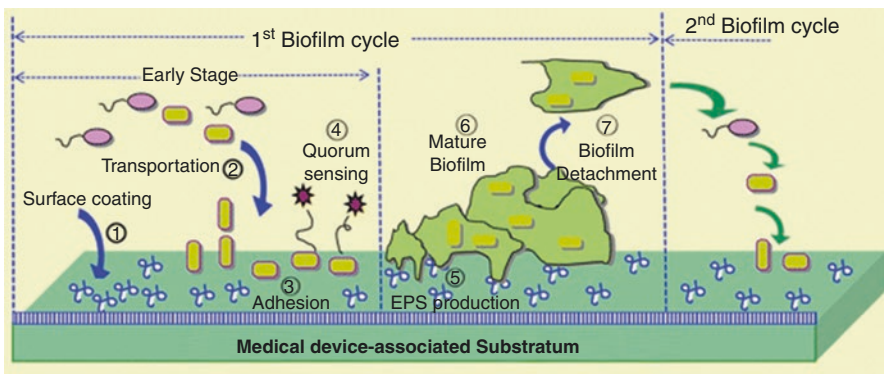 1st Biofilm cycle
2nd Biofilm cycle
Early Stage
Surface coating
①
Transportation ②
③
Adhesion
④
Quorum
sensing
⑤
EPS production
⑥
Mature
Biofilm
⑦
Biofilm
Detachment
Medical device-associated Substratum